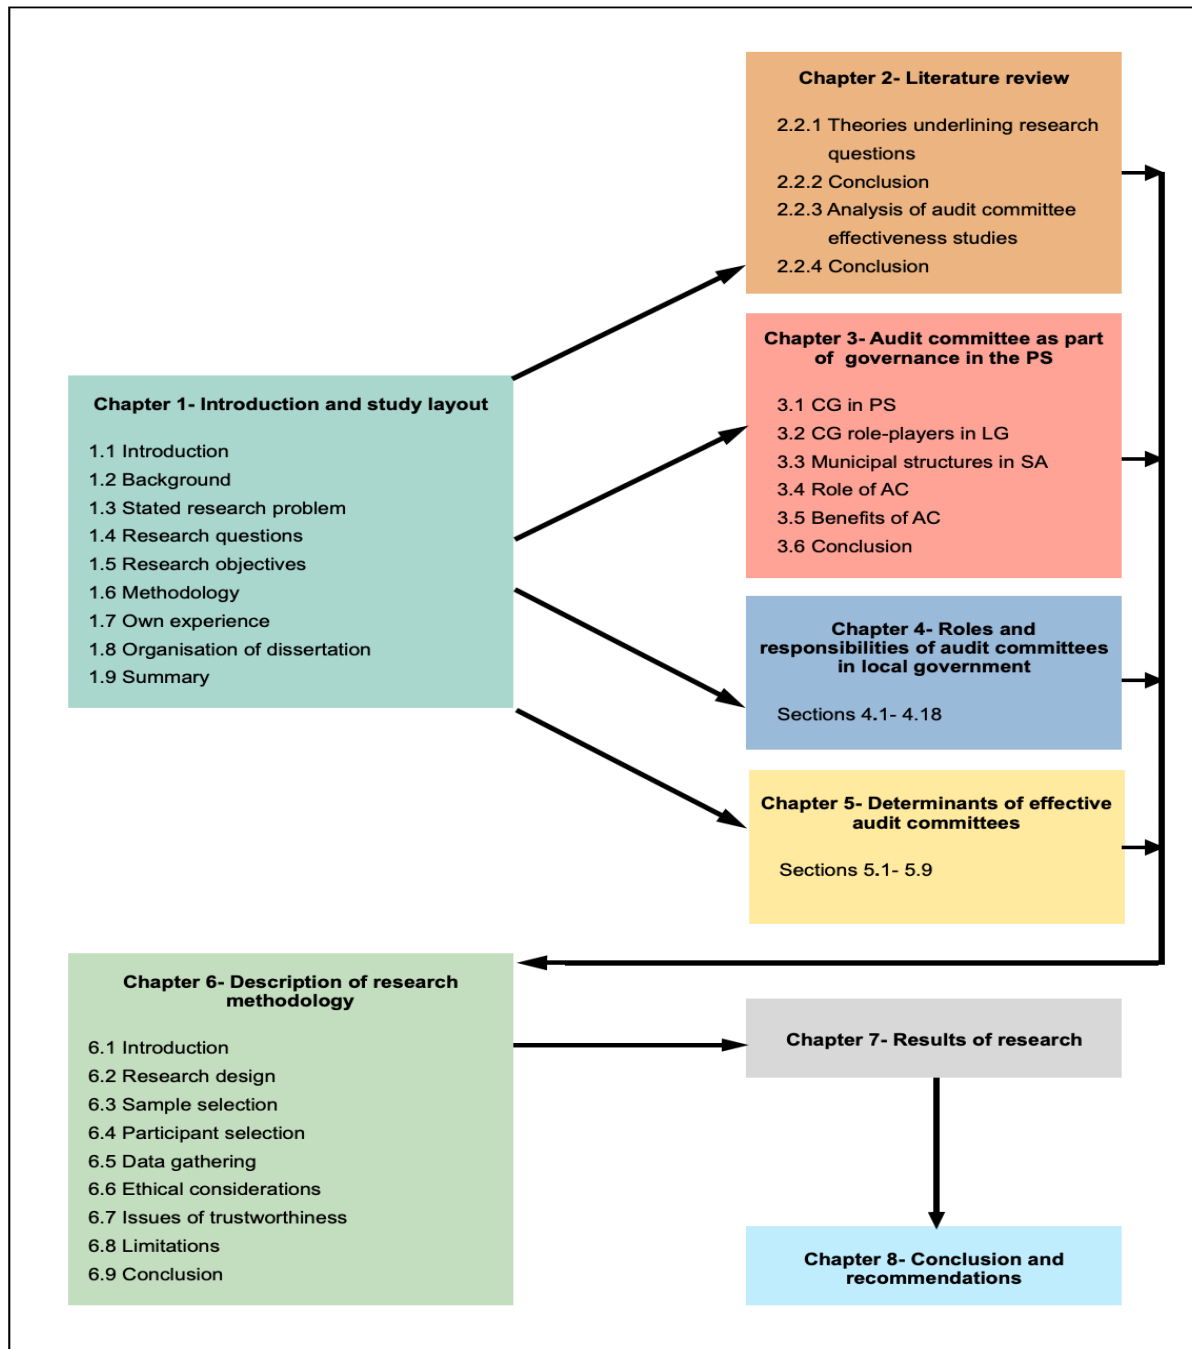 Chapter 1- Introduction and study layout
1.1 Introduction
1.2 Background
1.3 Stated research problem
1.4 Research questions
1.5 Research objectives
1.6 Methodology
1.7 Own experience
1.8 Organisation of dissertation
1.9 Summary
Chapter 2- Literature review
2.2.1 Theories underlining research
questions
2.2.2 Conclusion
2.2.3 Analysis of audit committee
effectiveness studies
2.2.4 Conclusion
Chapter 3- Audit committee as part
of governance in the PS
3.1 CG in PS
3.2 CG role-players in LG
3.3 Municipal structures in SA
3.4 Role of AC
3.5 Benefits of AC
3.6 Conclusion
Chapter 4- Roles and
responsibilities of audit committees
in local government
Sections 4.1- 4.18
Chapter 5- Determinants of effective
audit committees
Sections 5.1- 5.9
Chapter 6- Description of research
methodology
6.1 Introduction
6.2 Research design
6.3 Sample selection
6.4 Participant selection
6.5 Data gathering
6.6 Ethical considerations
6.7 Issues of trustworthiness
6.8 Limitations
6.9 Conclusion
Chapter 7- Results of research
Chapter 8- Conclusion and
recommendations